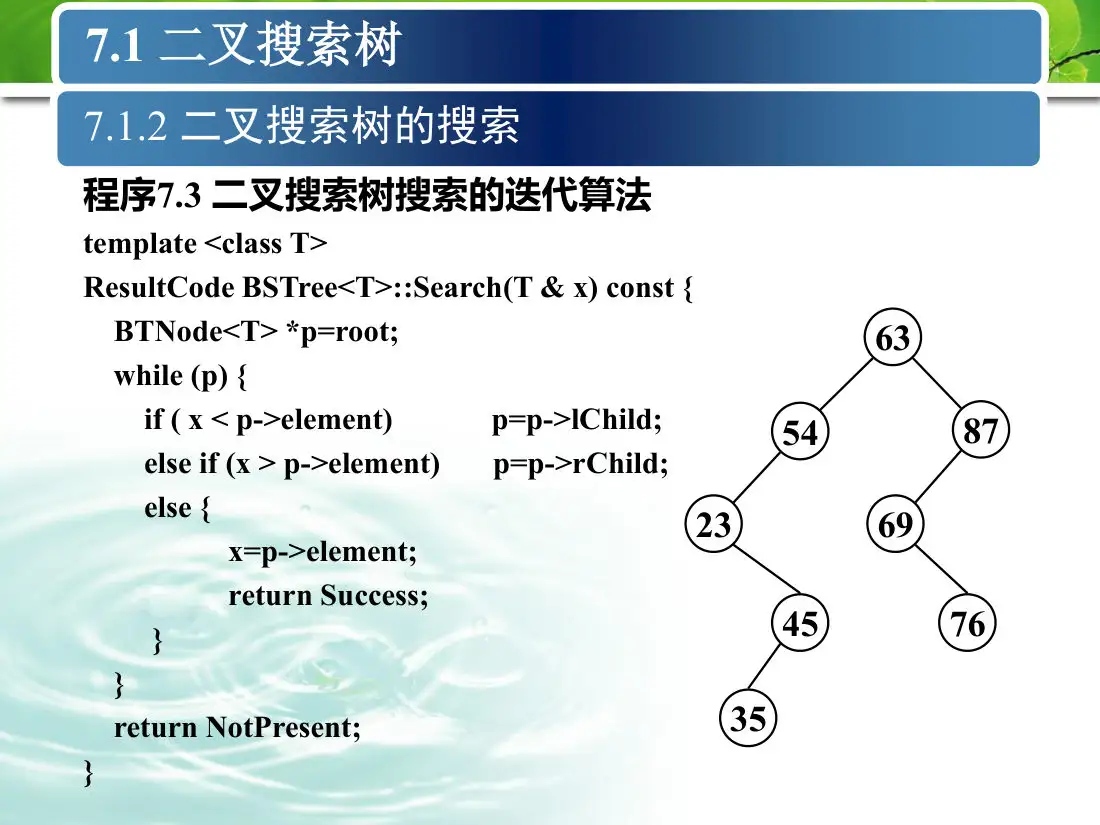 7.1 二叉搜索树
7.1.2 二叉搜索树的搜索
程序7.3 二叉搜索树搜索的迭代算法
template <class T>
ResultCode BSTree<T>::Search(T & x) const {
BTNode<T> *p=root;
while (p) {
if ( x < p->element) p=p->lChild;
else if (x > p->element) p=p->rChild;
else {
x=p->element;
return Success;
}
}
return NotPresent;
}
63
54
87
23
69
45
76
35